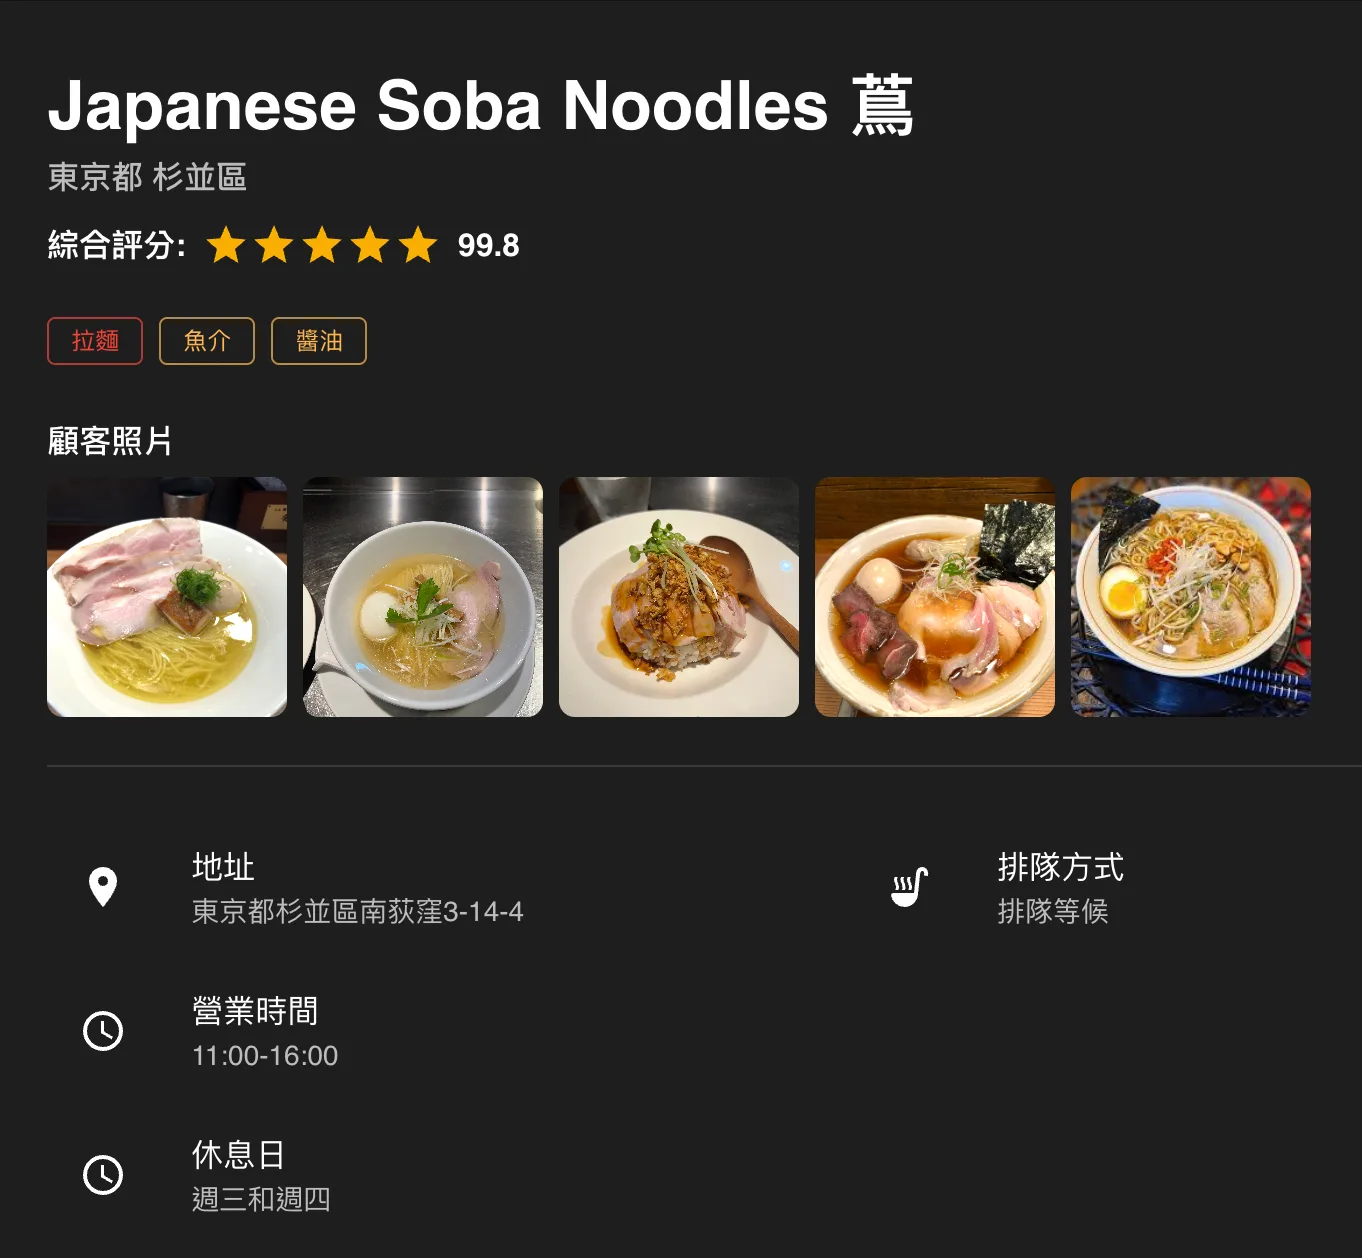 Japanese Soba Noodles 蔦
東京都 杉並區
綜合評分: 99.8
拉麵 魚介 醬油
顧客照片
地址
東京都杉並區南荻窪3-14-4
排隊方式
排隊等候
營業時間
11:00-16:00
休息日
週三和週四